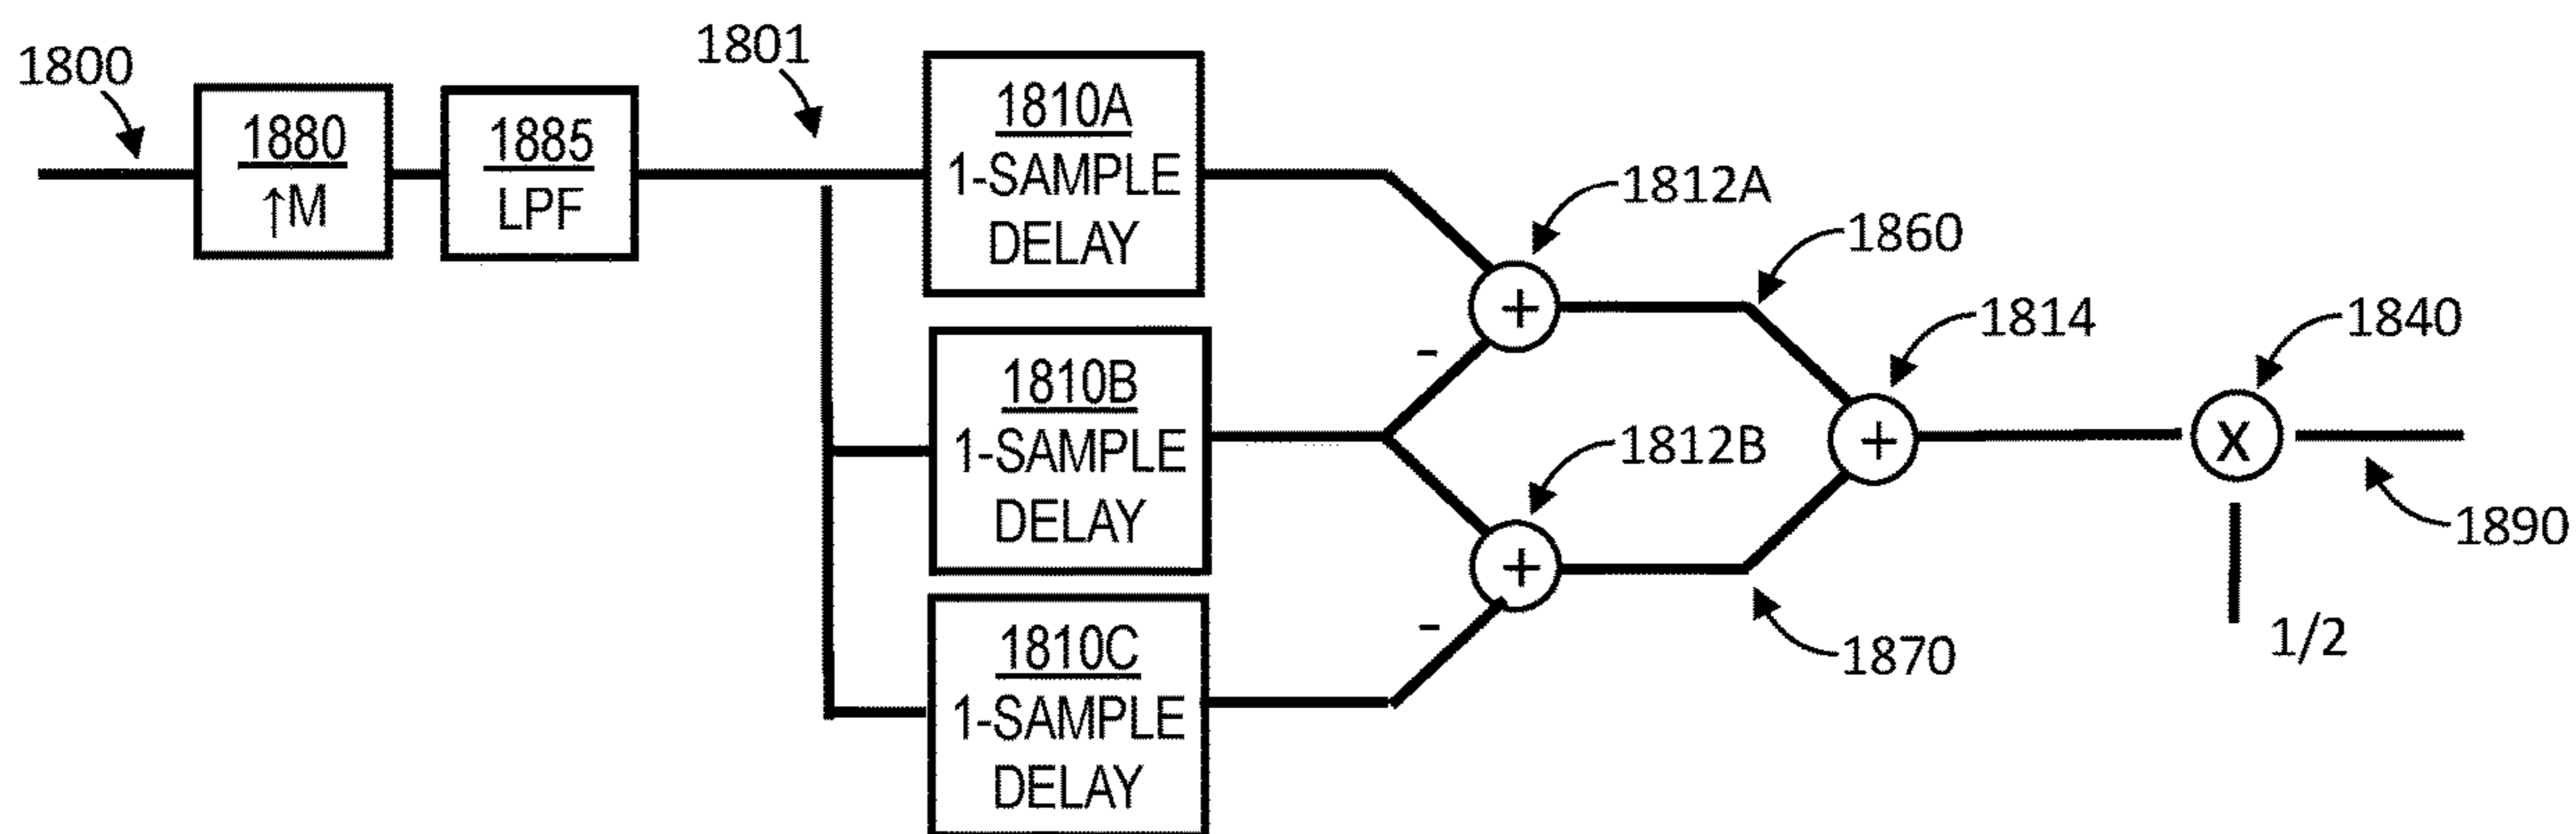 1800
1880
↑M
1885
LPF
1801
1810A
1-SAMPLE
DELAY
1812A
+
1860
1814
+
1840
X
1890
1/2
-
1810B
1-SAMPLE
DELAY
1812B
+
1870
-
1810C
1-SAMPLE
DELAY